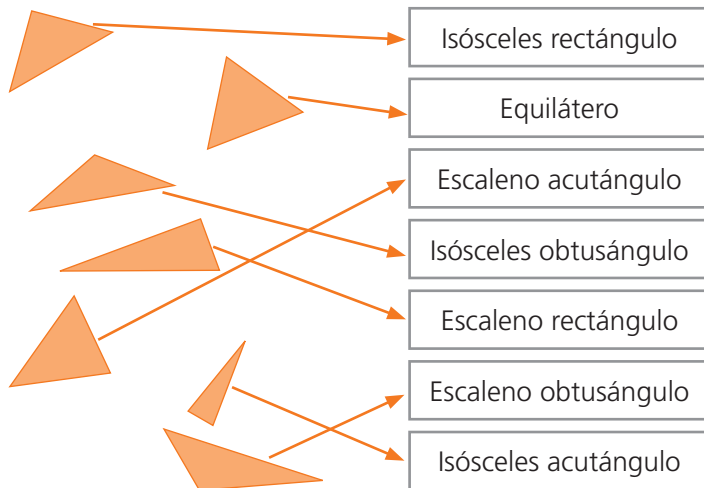 Isósceles rectángulo
Equilátero
Escaleno acutángulo
Isósceles obtusángulo
Escaleno rectángulo
Escaleno obtusángulo
Isósceles acutángulo